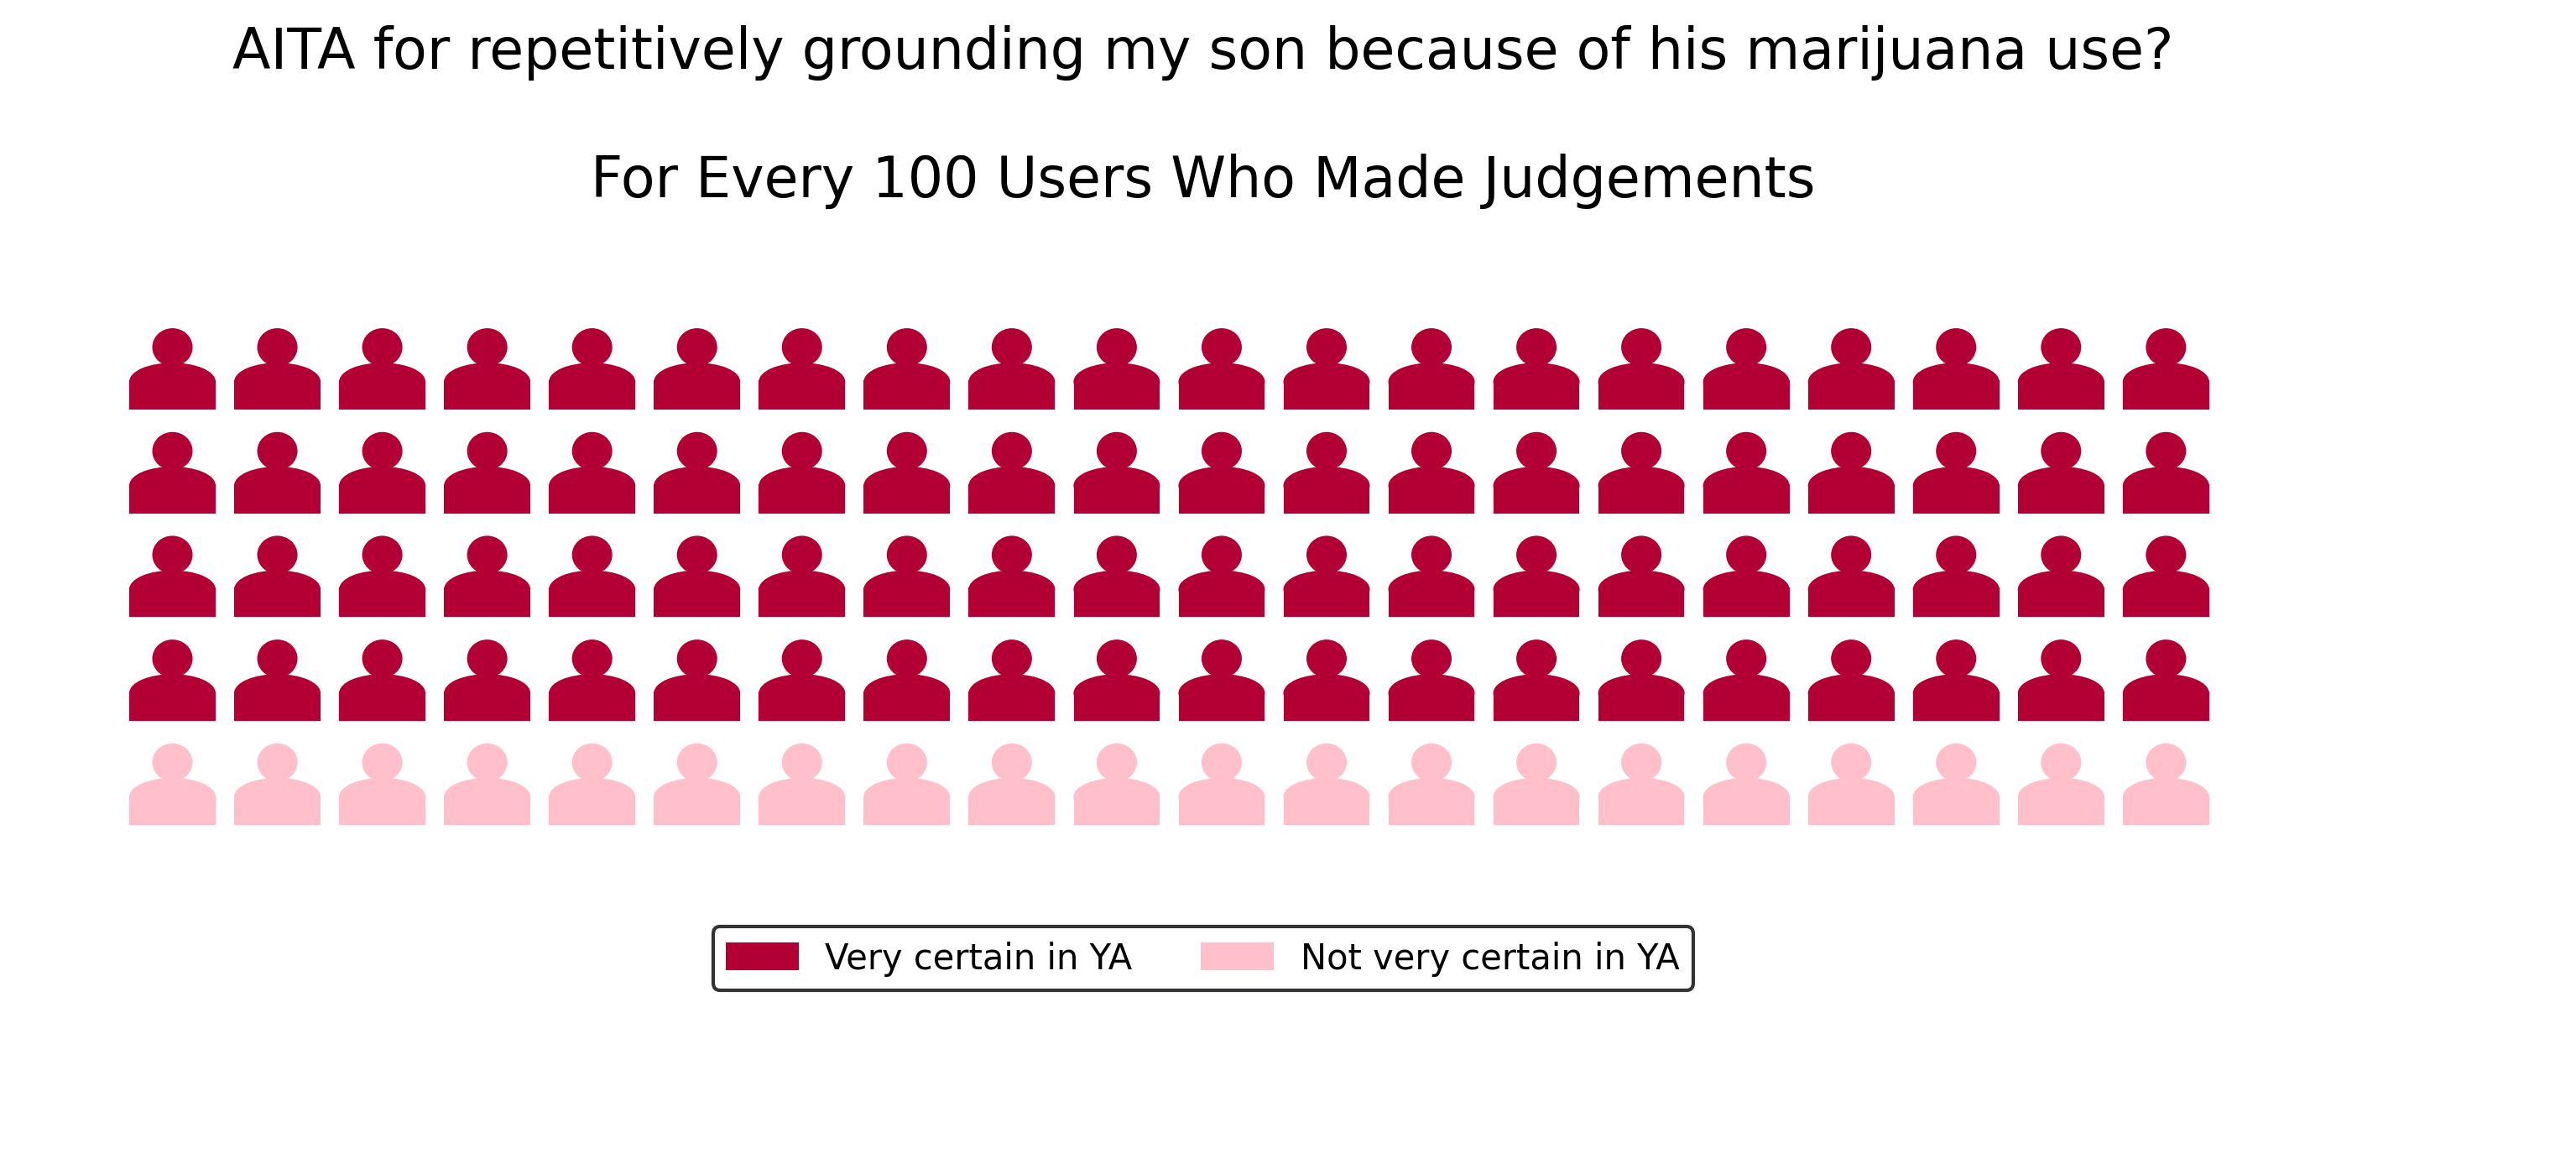 AITA for repetitively grounding my son because of his marijuana use?
For Every 100 Users Who Made Judgements
Very certain in YA
Not very certain in YA